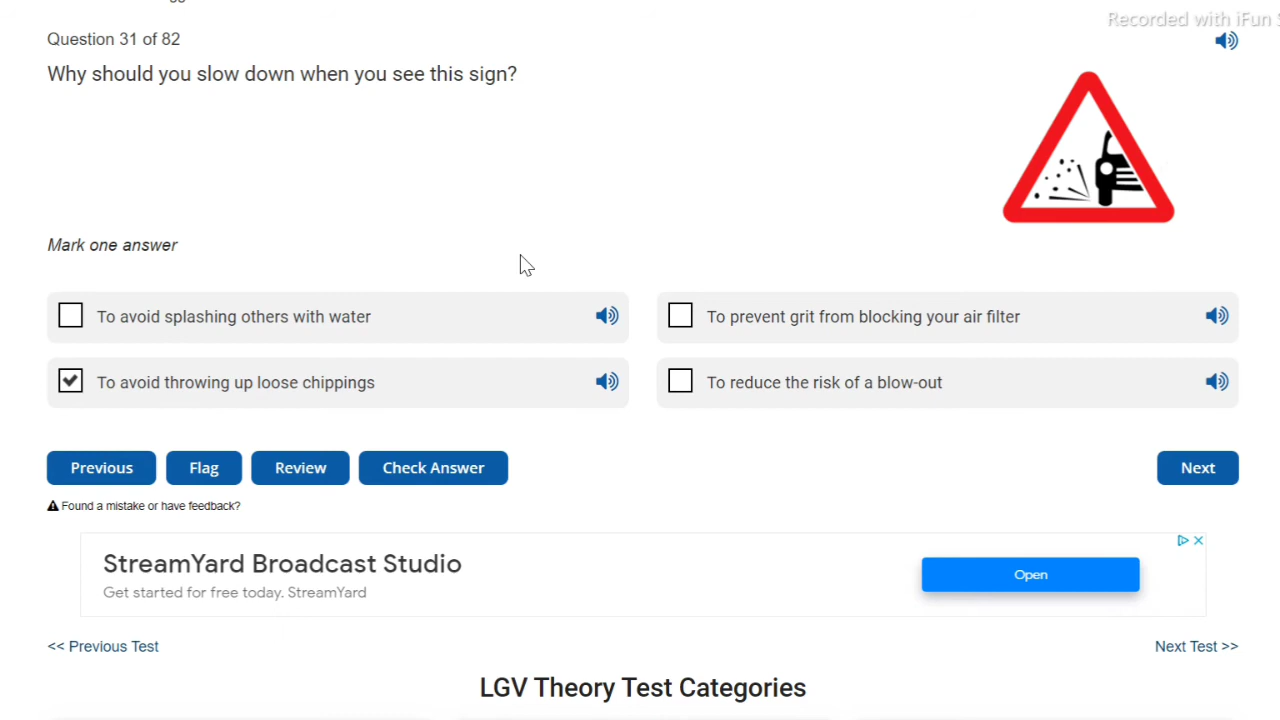 Recorded with iFun S
Question 31 of 82
Why should you slow down when you see this sign?
Mark one answer
To avoid splashing others with water
To prevent grit from blocking your air filter
To avoid throwing up loose chippings
To reduce the risk of a blow-out
Previous
Flag
Review
Check Answer
Next
Found a mistake or have feedback?
StreamYard Broadcast Studio
Get started for free today. StreamYard
Open
<< Previous Test
Next Test >>
LGV Theory Test Categories